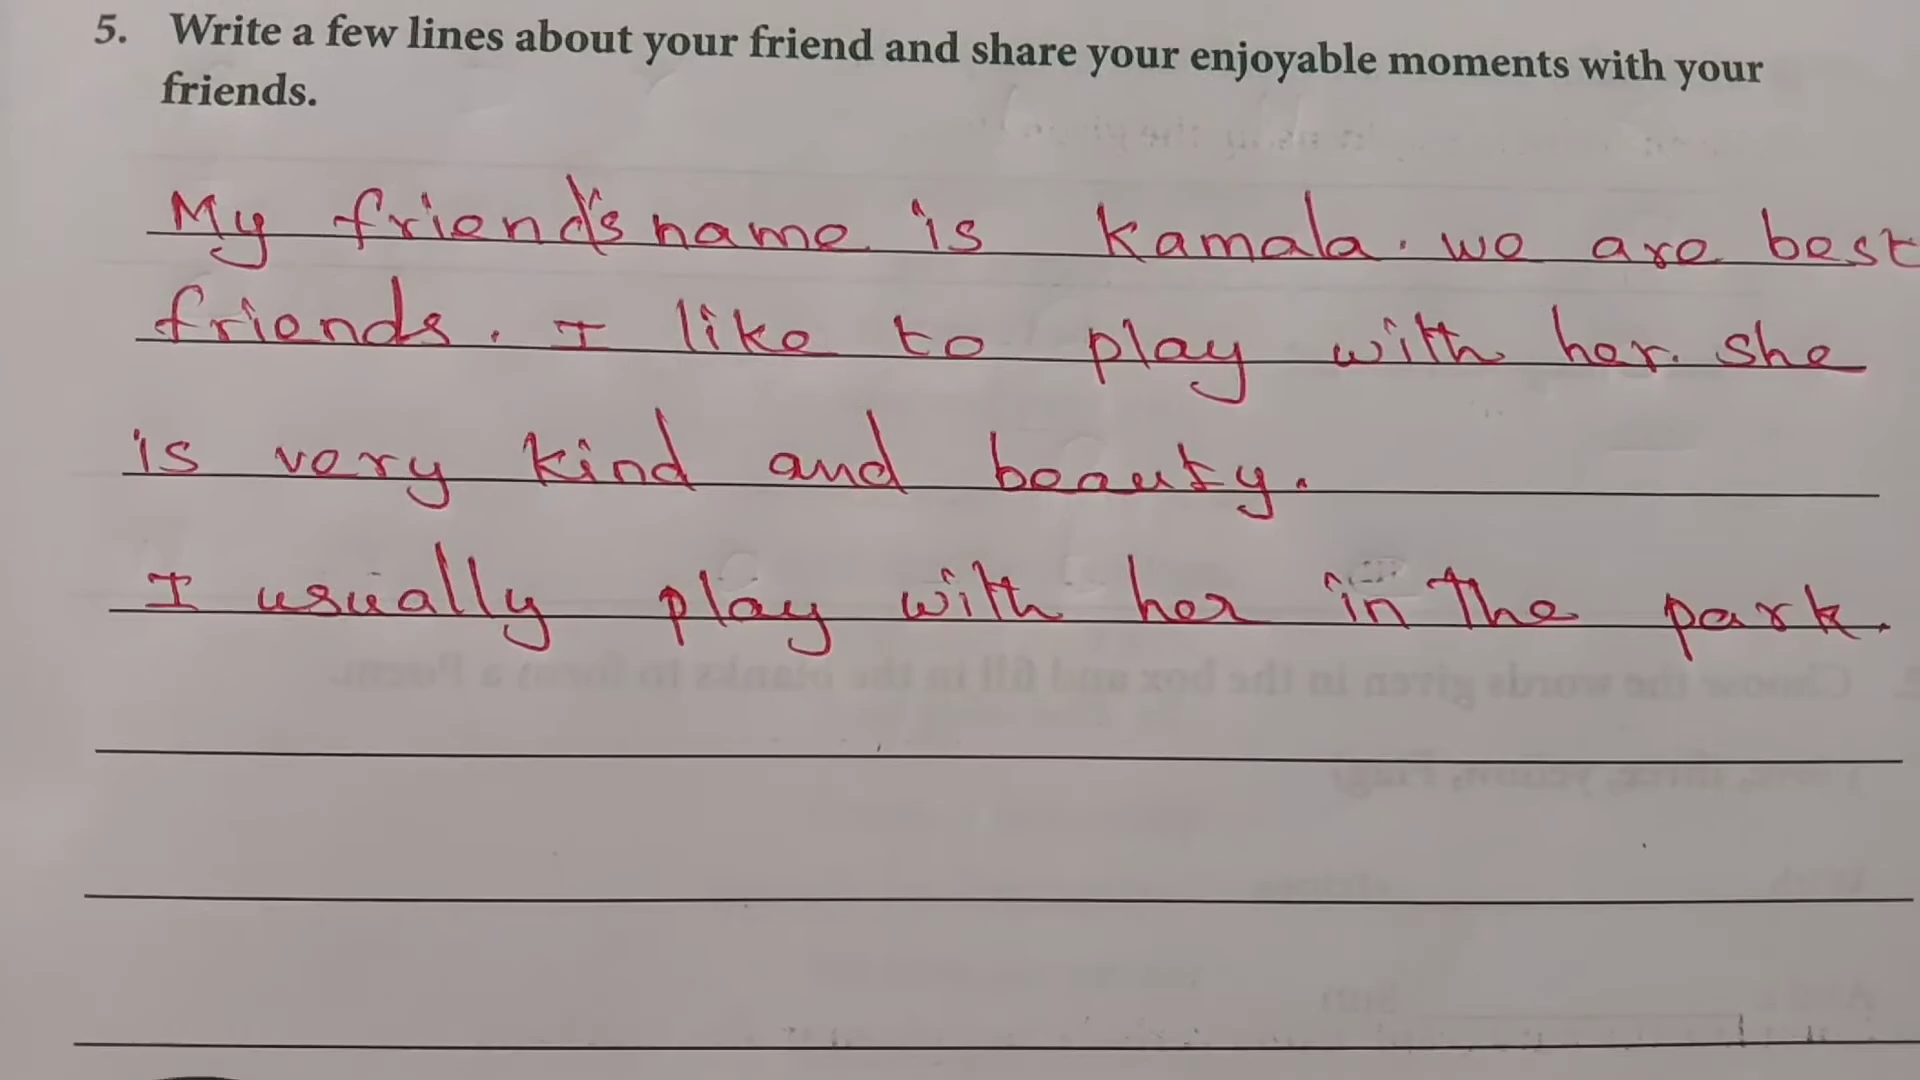 5. Write a few lines about your friend and share your enjoyable moments with your
friends.
My friend's name is Kamala. we are best
friends. I like to play with her. she
is very kind and beauty.
I usually play with her in the park.